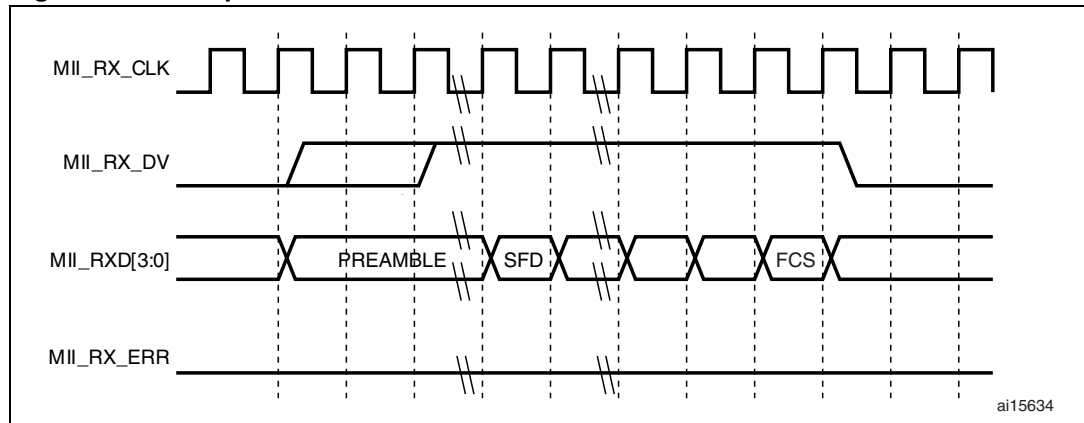 MII_RX_CLK
MII_RX_DV
MII_RXD[3:0]
PREAMBLE
SFD
FCS
MII_RX_ERR
ai15634